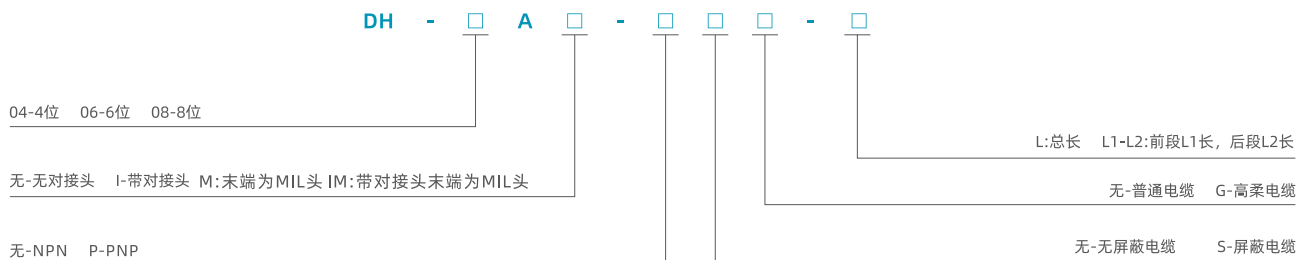 DH - □ A □ - □ □ □ - □
04-4位 06-6位 08-8位
L:总长 L1-L2:前段L1长，后段L2长
无-无对接头 I-带对接头 M:末端为MIL头 IM:带对接头末端为MIL头
无-普通电缆 G-高柔电缆
无-NPN P-PNP
无-无屏蔽电缆 S-屏蔽电缆